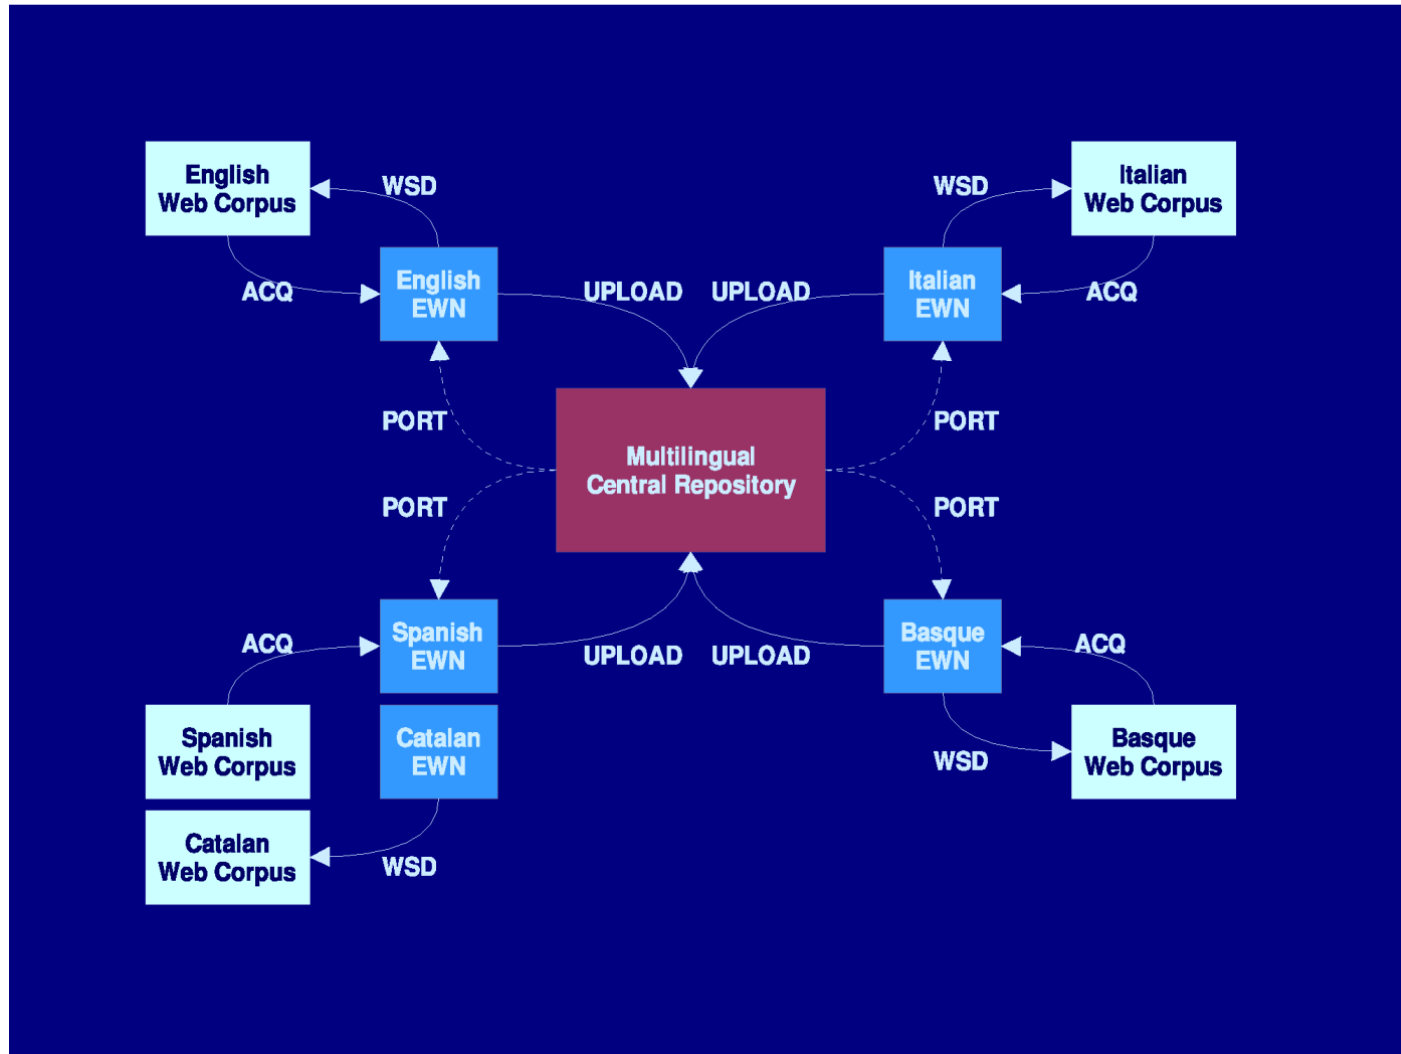 English
Web Corpus
WSD
WSD
Italian
Web Corpus
ACQ
English
EWN
UPLOAD
UPLOAD
Italian
EWN
ACQ
PORT
PORT
Multilingual
Central Repository
PORT
PORT
ACQ
Spanish
EWN
UPLOAD
UPLOAD
Basque
EWN
ACQ
Spanish
Web Corpus
Catalan
EWN
WSD
Basque
Web Corpus
Catalan
Web Corpus
WSD